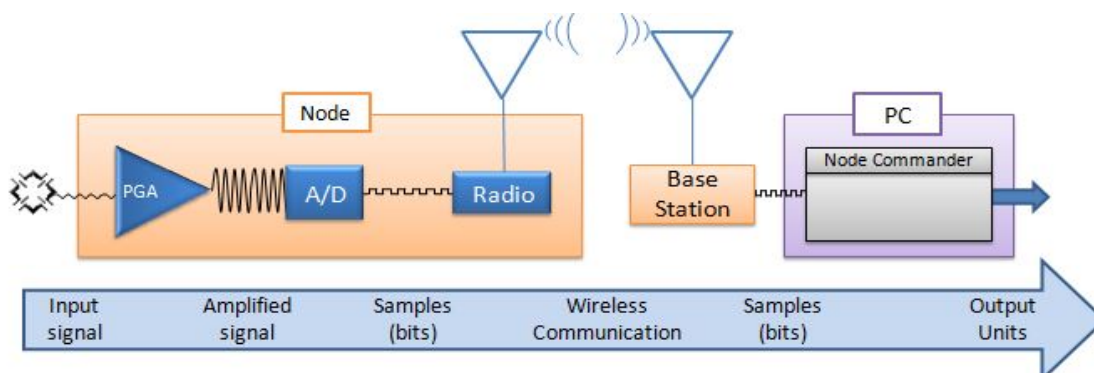 Node
PC
Node Commander
PGA
A/D
Radio
Base
Station
Input
signal
Amplified
signal
Samples
(bits)
Wireless
Communication
Samples
(bits)
Output
Units